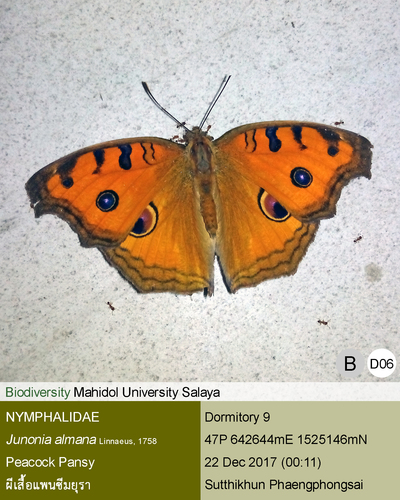 B D06
Biodiversity Mahidol University Salaya
NYMPHALIDAE
Junonia almana Linnaeus, 1758
Peacock Pansy
ผีเสื้อแพนซีมยุรา
Dormitory 9
47P 642644mE 1525146mN
22 Dec 2017 (00:11)
Sutthikhun Phaengphongsai